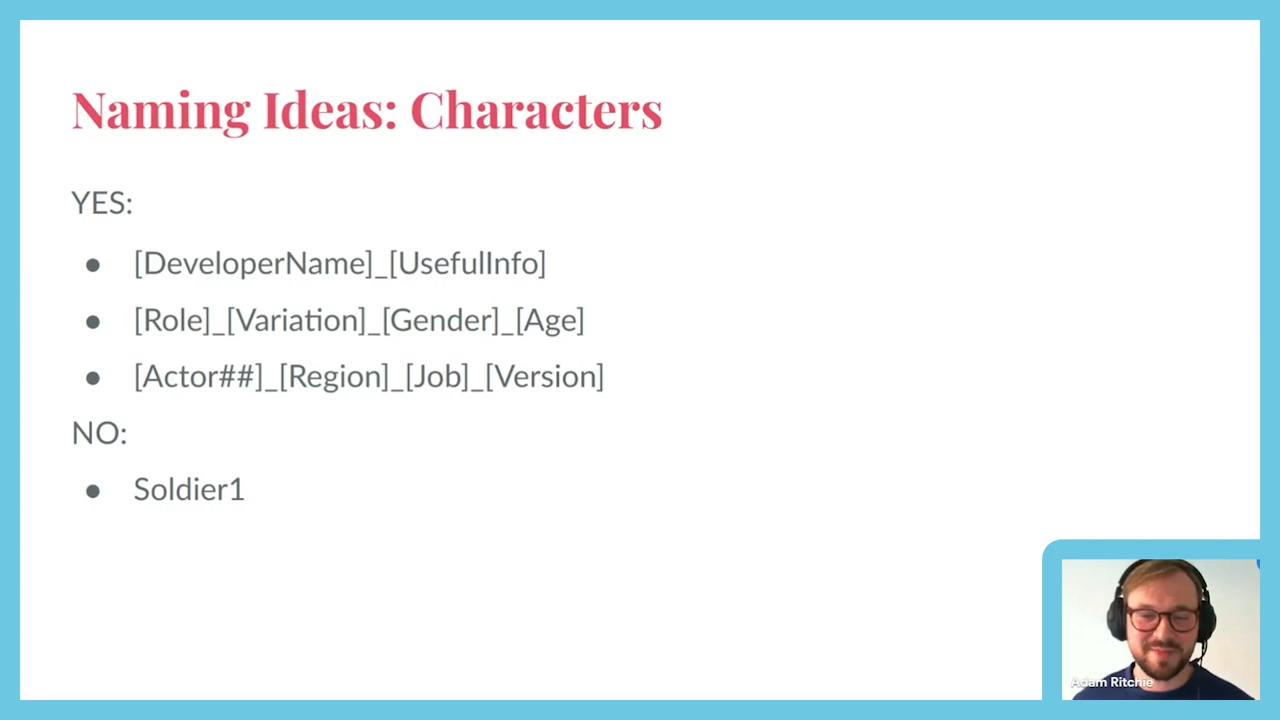 Naming Ideas: Characters
YES:
● [DeveloperName]_[UsefulInfo]
● [Role]_[Variation]_[Gender]_[Age]
● [Actor##]_[Region]_[Job]_[Version]
NO:
● Soldier1
Adam Ritchie